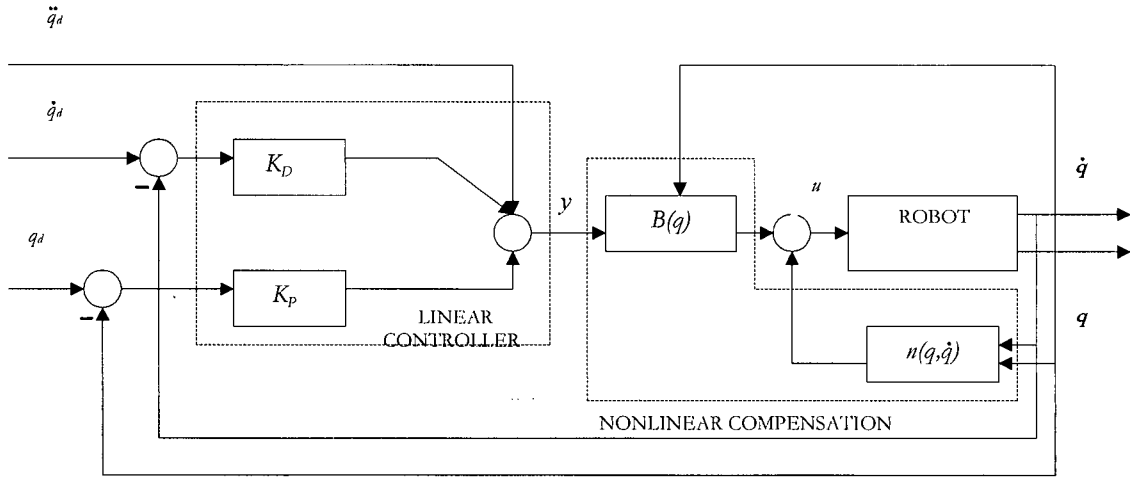 q̈d
q̇d
KD
y
B(q)
u
ROBOT
q̇
qd
KP
LINEAR
CONTROLLER
n(q,q̇)
q
NONLINEAR COMPENSATION